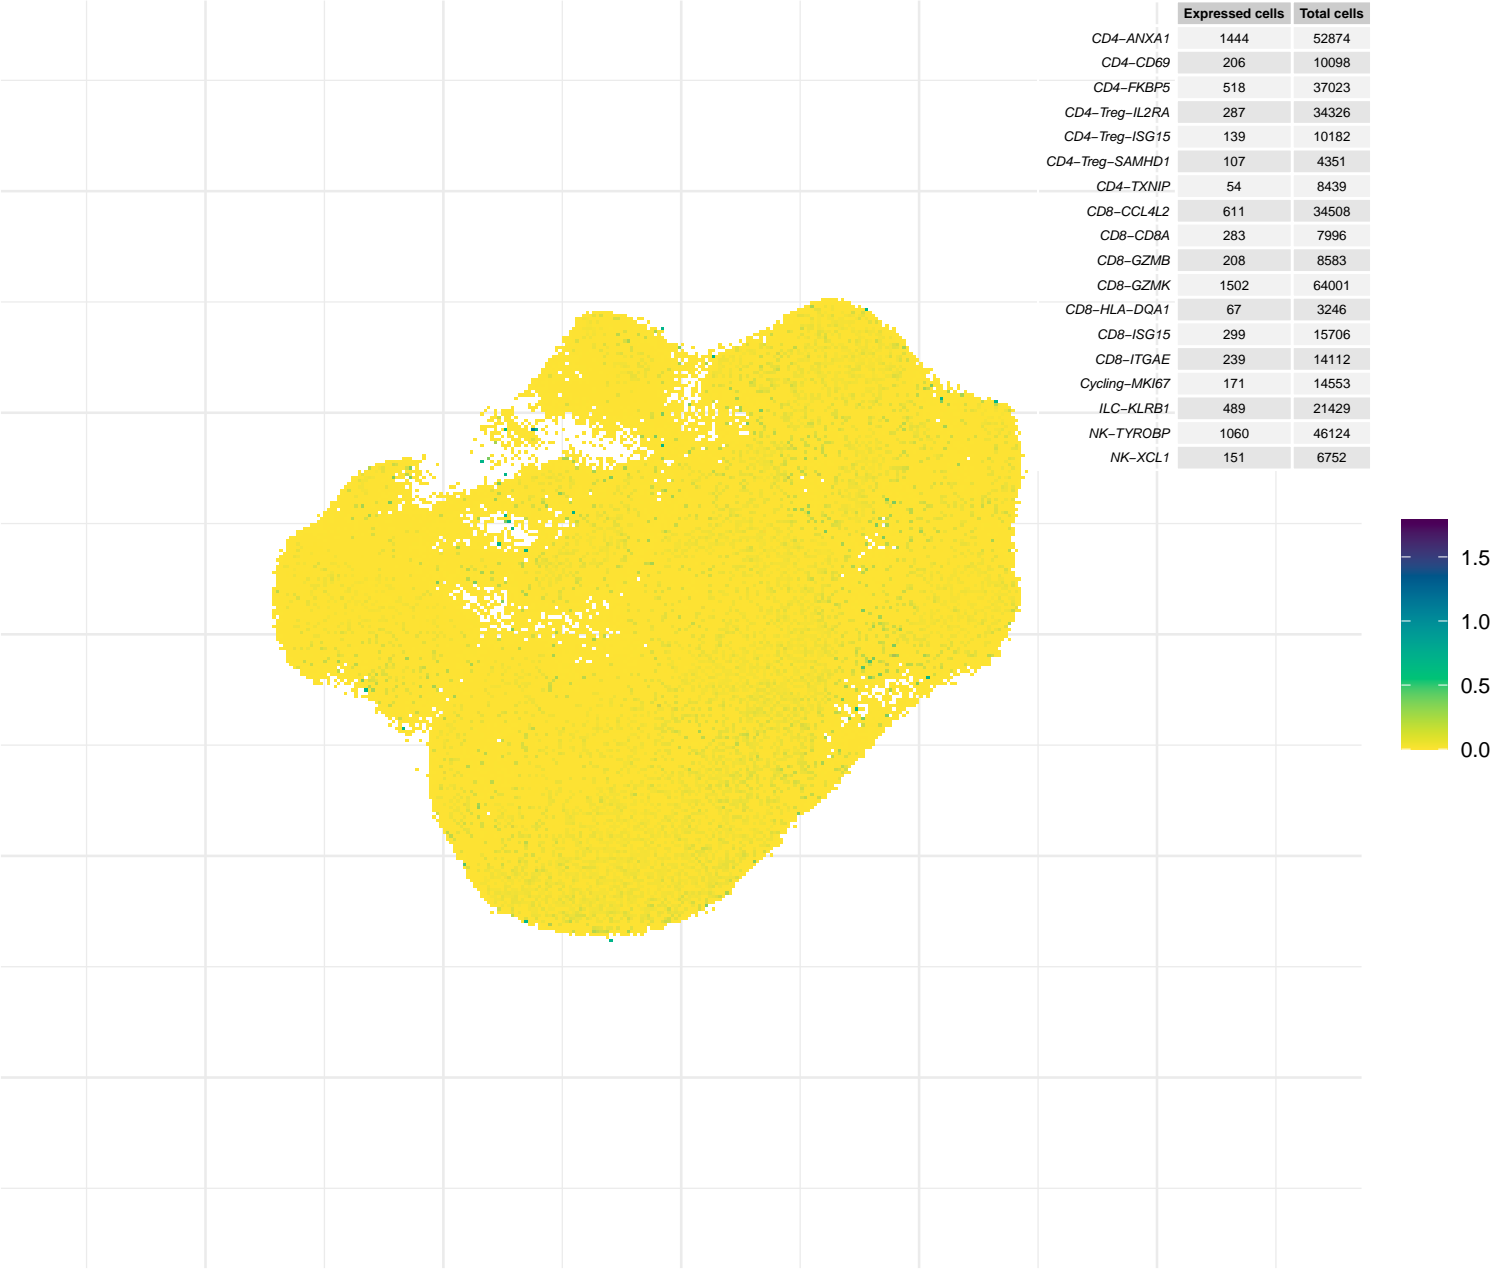 Expressed cells Total cells
CD4−ANXA1 1444 52874
CD4−CD69 206 10098
CD4−FKBP5 518 37023
CD4−Treg−IL2RA 287 34326
CD4−Treg−ISG15 139 10182
CD4−Treg−SAMHD1 107 4351
CD4−TXNIP 54 8439
CD8−CCL4L2 611 34508
CD8−CD8A 283 7996
CD8−GZMB 208 8583
CD8−GZMK 1502 64001
CD8−HLA−DQA1 67 3246
CD8−ISG15 299 15706
CD8−ITGAE 239 14112
Cycling−MKI67 171 14553
ILC−KLRB1 489 21429
NK−TYROBP 1060 46124
NK−XCL1 151 6752
1.5
1.0
0.5
0.0